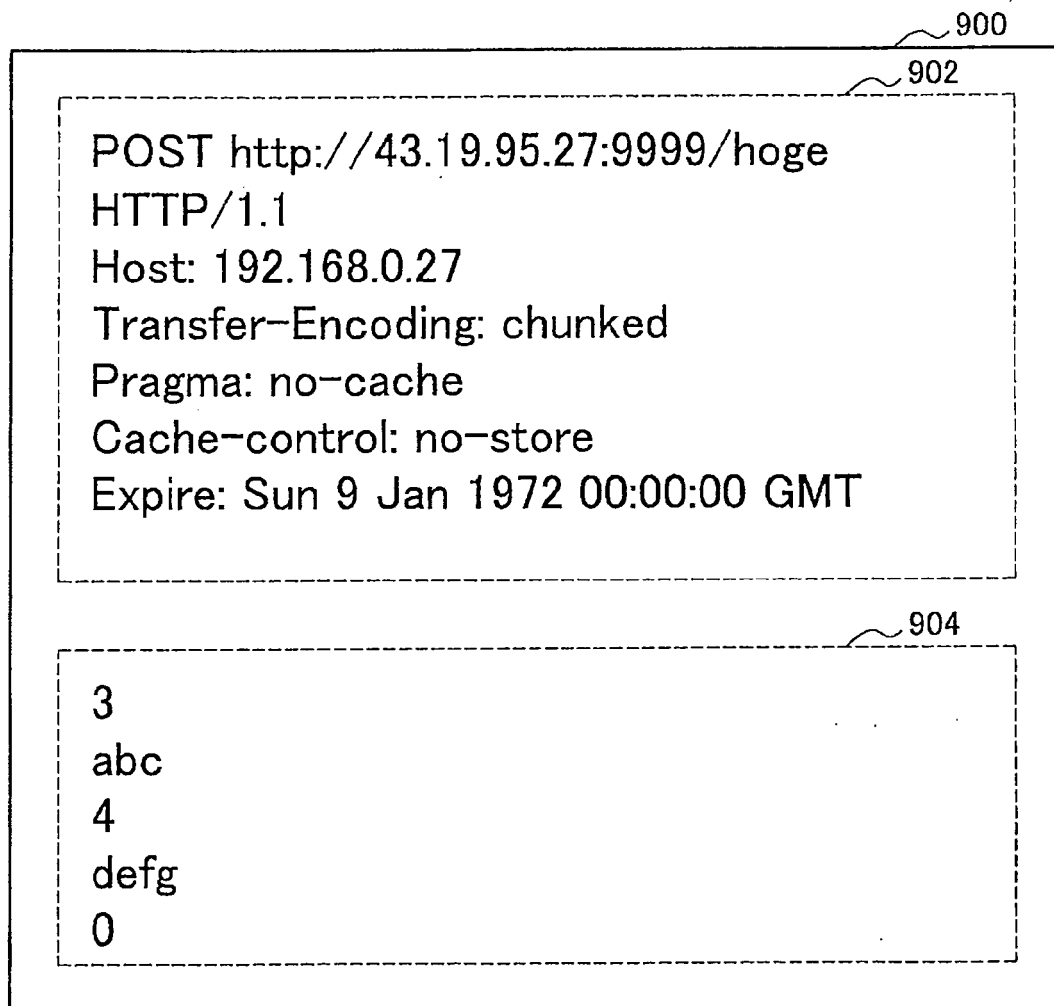 900
902
POST http://43.19.95.27:9999/hoge
HTTP/1.1
Host: 192.168.0.27
Transfer-Encoding: chunked
Pragma: no-cache
Cache-control: no-store
Expire: Sun 9 Jan 1972 00:00:00 GMT
904
3
abc
4
defg
0